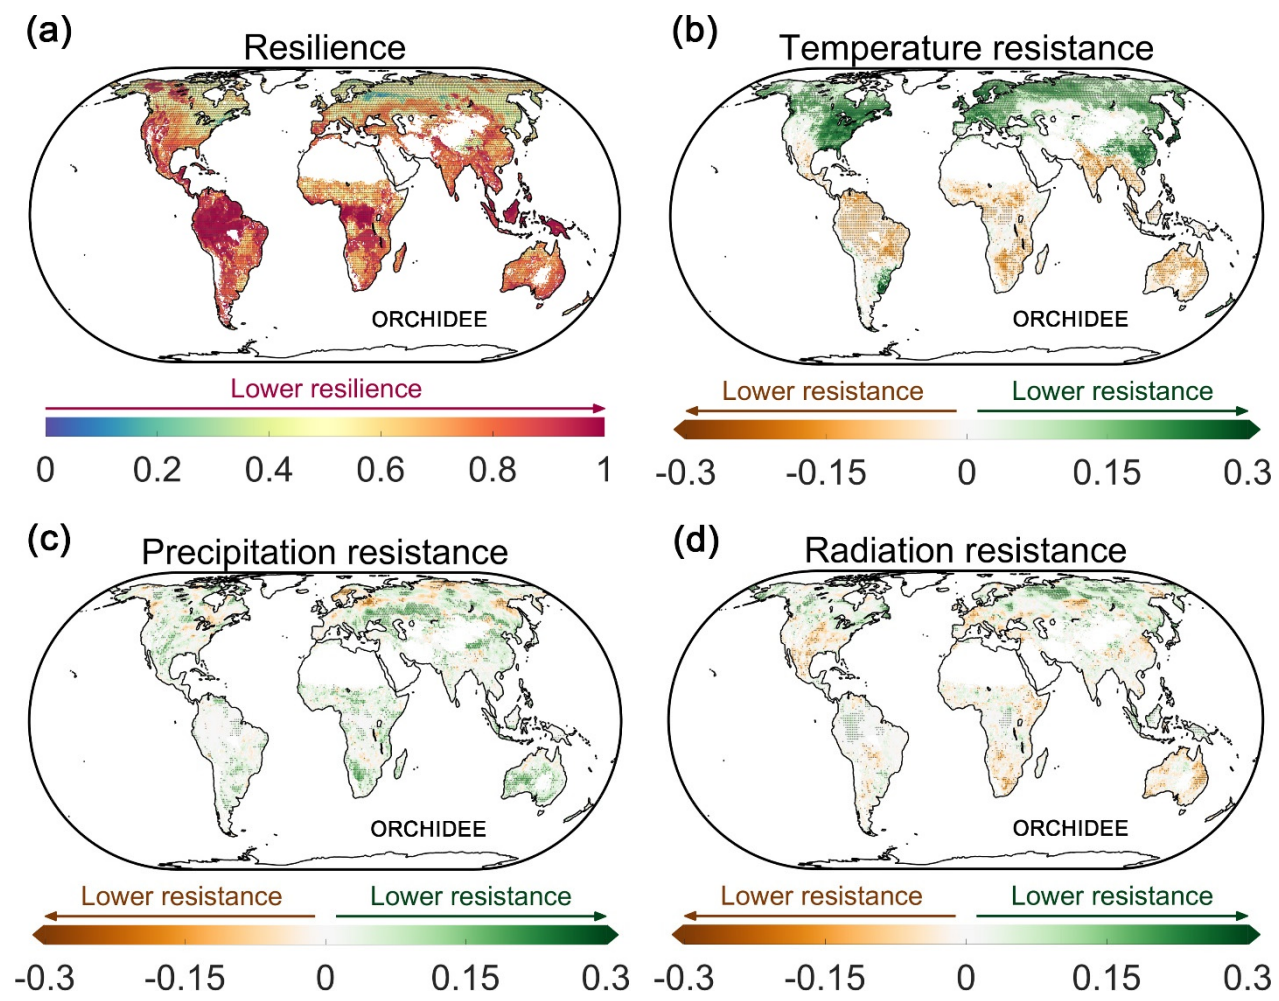 (a)
Resilience
ORCHIDEE
Lower resilience
0 0.2 0.4 0.6 0.8 1
(b)
Temperature resistance
ORCHIDEE
Lower resistance Lower resistance
-0.3 -0.15 0 0.15 0.3
(c)
Precipitation resistance
ORCHIDEE
Lower resistance Lower resistance
-0.3 -0.15 0 0.15 0.3
(d)
Radiation resistance
ORCHIDEE
Lower resistance Lower resistance
-0.3 -0.15 0 0.15 0.3